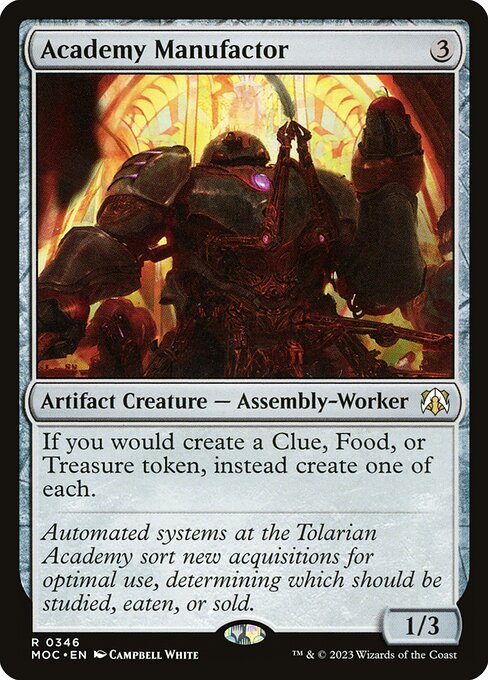 Academy Manufactor 3
Artifact Creature — Assembly-Worker
If you would create a Clue, Food, or
Treasure token, instead create one of
each.
Automated systems at the Tolarian
Academy sort new acquisitions for
optimal use, determining which should be
studied, eaten, or sold.
1/3
R 0346
MOC • EN Campbell White
™ & © 2023 Wizards of the Coast